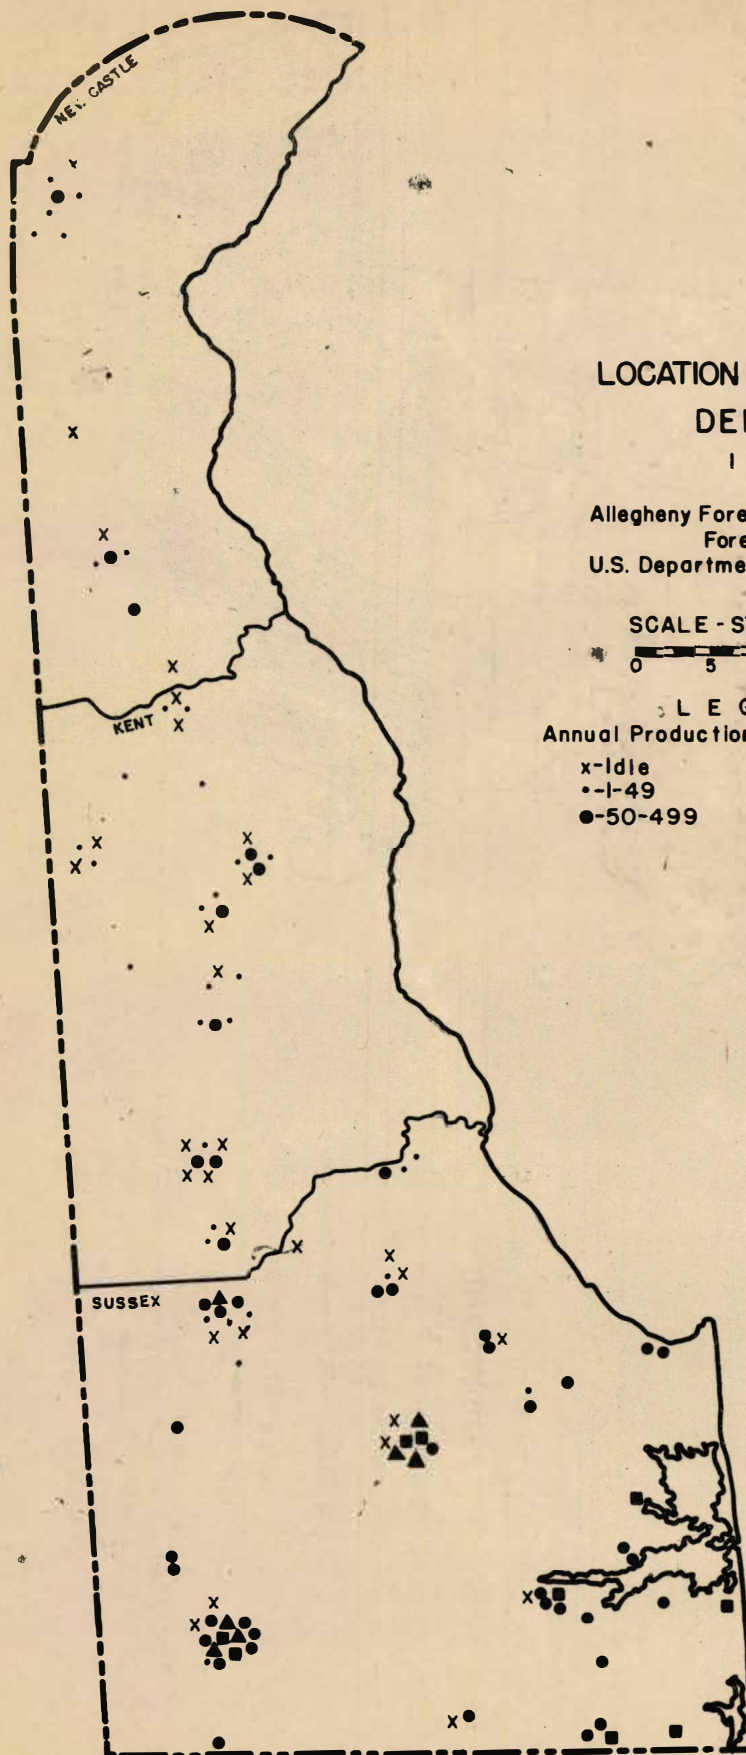 NEW CASTLE
LOCATION
DEL
Allegheny Fore
Fore
U.S. Departme
SCALE - S
0 5
L E G
Annual Production
x-Idle
•-1-49
●-50-499
KENT
SUSSEX